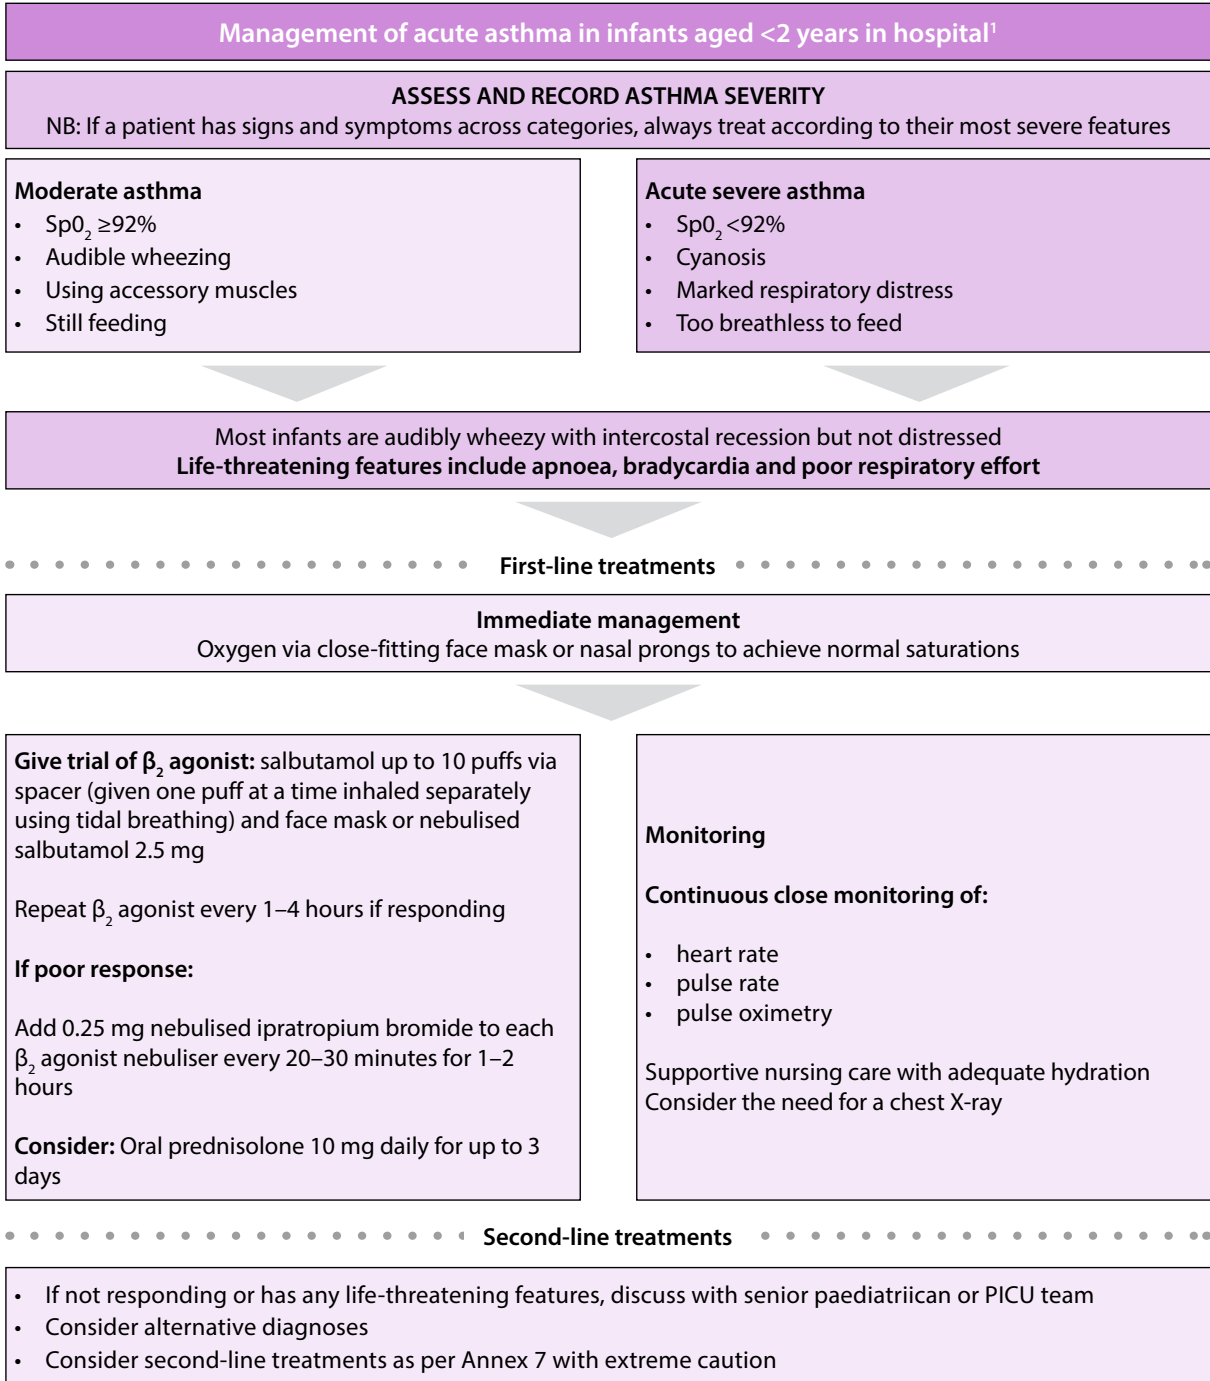 Management of acute asthma in infants aged <2 years in hospital¹
ASSESS AND RECORD ASTHMA SEVERITY
NB: If a patient has signs and symptoms across categories, always treat according to their most severe features
Moderate asthma
• Sp0₂ ≥92%
• Audible wheezing
• Using accessory muscles
• Still feeding
Acute severe asthma
• Sp0₂ <92%
• Cyanosis
• Marked respiratory distress
• Too breathless to feed
Most infants are audibly wheezy with intercostal recession but not distressed
Life-threatening features include apnoea, bradycardia and poor respiratory effort
First-line treatments
Immediate management
Oxygen via close-fitting face mask or nasal prongs to achieve normal saturations
Give trial of β₂ agonist: salbutamol up to 10 puffs via
spacer (given one puff at a time inhaled separately
using tidal breathing) and face mask or nebulised
salbutamol 2.5 mg
Repeat β₂ agonist every 1–4 hours if responding
If poor response:
Add 0.25 mg nebulised ipratropium bromide to each
β₂ agonist nebuliser every 20–30 minutes for 1–2
hours
Consider: Oral prednisolone 10 mg daily for up to 3
days
Monitoring
Continuous close monitoring of:
• heart rate
• pulse rate
• pulse oximetry
Supportive nursing care with adequate hydration
Consider the need for a chest X-ray
Second-line treatments
• If not responding or has any life-threatening features, discuss with senior paediatriican or PICU team
• Consider alternative diagnoses
• Consider second-line treatments as per Annex 7 with extreme caution